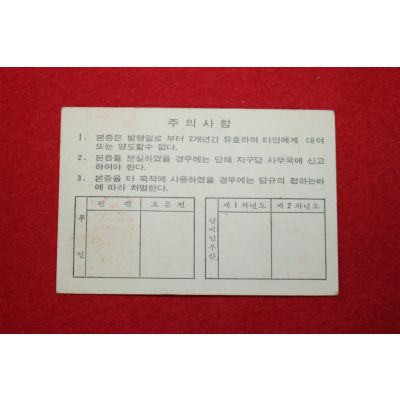 주 의 사 항
1. 본증은 발행일로 부터 2개년간 유효하며 타인에게 대여
또는 양도할수 없다.
2. 본증을 분실하였을 경우에는 당해 지구당 사무국에 신고
하여야 한다.
3. 본증을 타 목적에 사용하였을 경우에는 당규의 정하는바
에 따라 처벌한다.
왼 편 오른편
무인
제1차년도 제2차년도
당비납부란